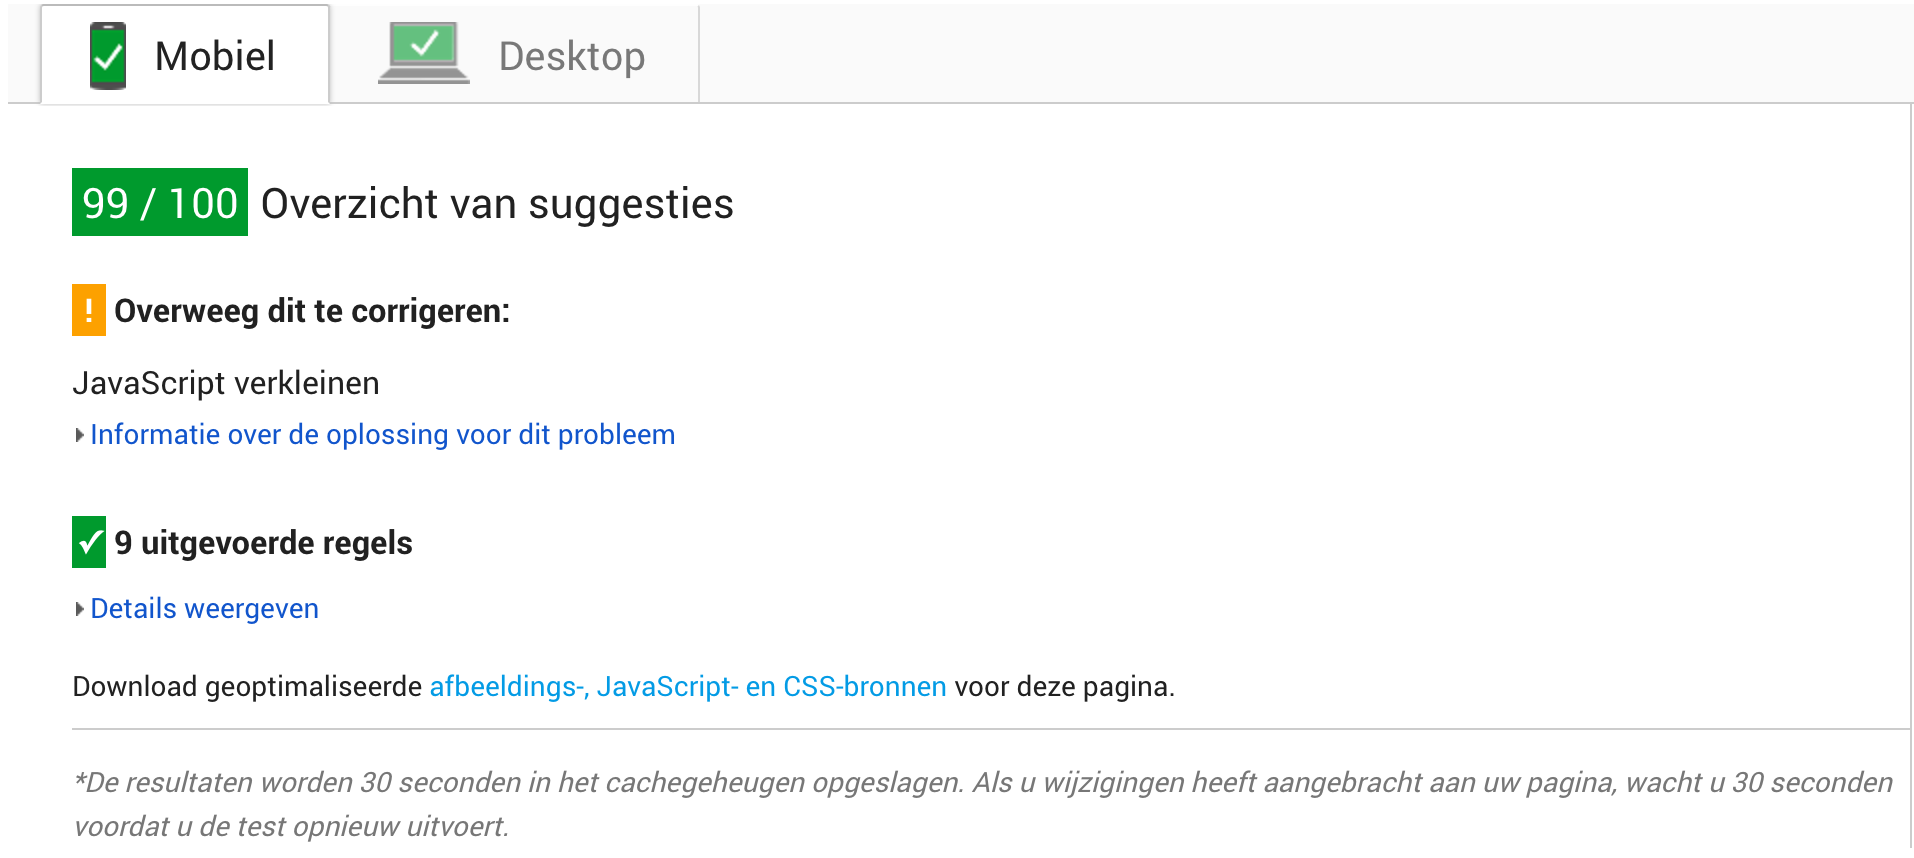 Mobiel
Desktop
99 / 100 Overzicht van suggesties
! Overweeg dit te corrigeren:
JavaScript verkleinen
Informatie over de oplossing voor dit probleem
9 uitgevoerde regels
Details weergeven
Download geoptimaliseerde afbeeldings-, JavaScript- en CSS-bronnen voor deze pagina.
*De resultaten worden 30 seconden in het cachegeheugen opgeslagen. Als u wijzigingen heeft aangebracht aan uw pagina, wacht u 30 seconden
voordat u de test opnieuw uitvoert.